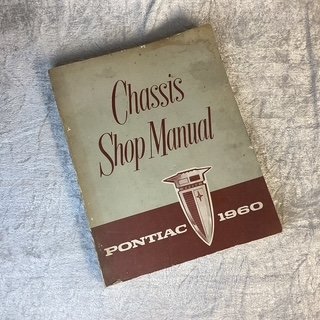 Chassis
Shop Manual
PONTIAC 1960